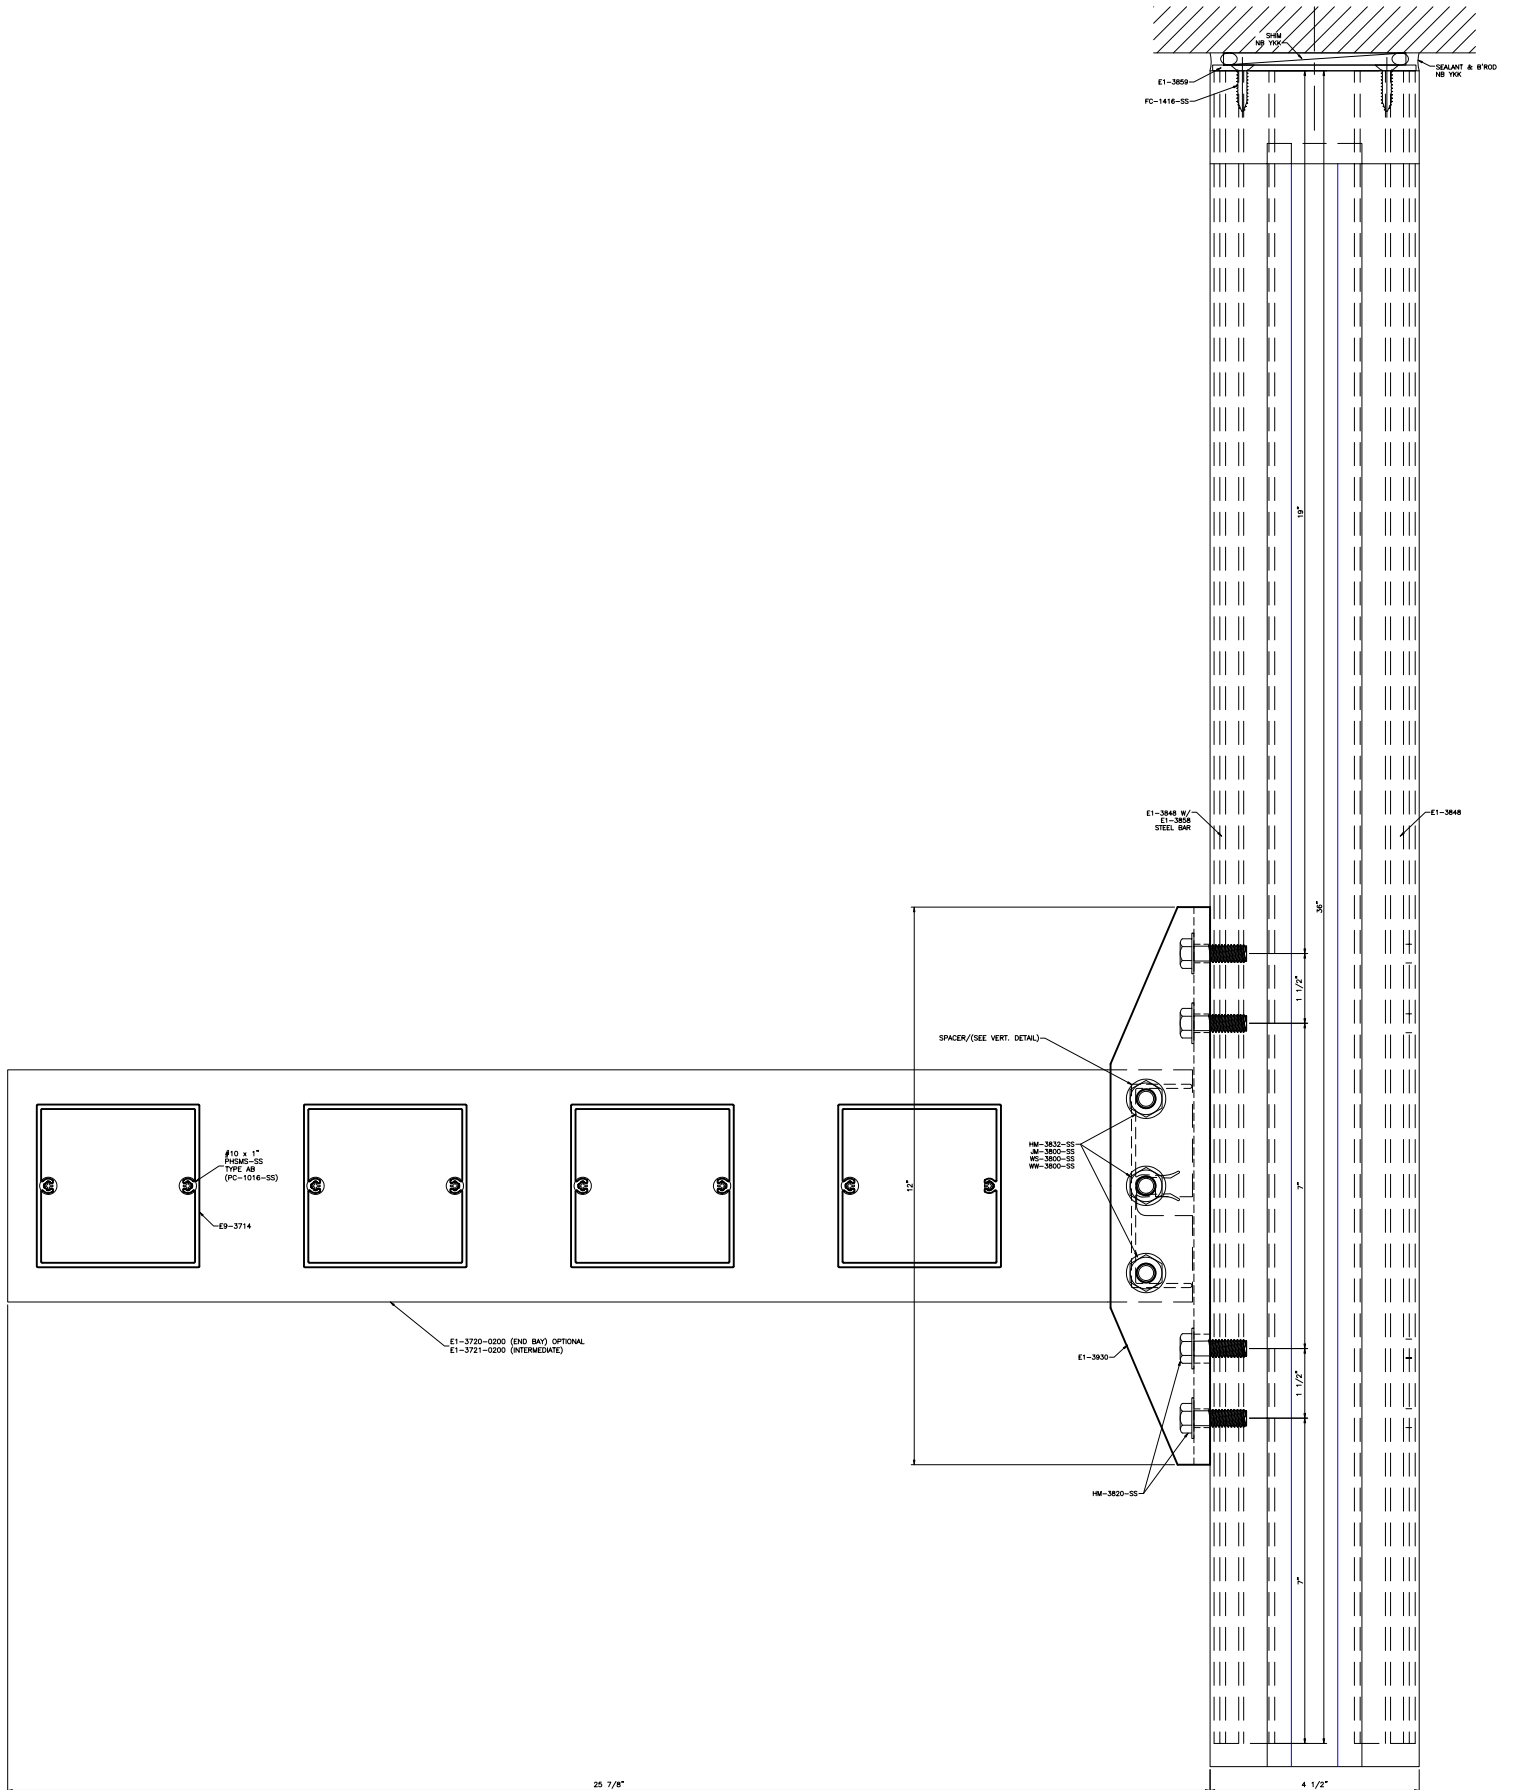 SHIM
NB YKK
SEALANT & B'ROD
NB YKK
E1-3859
FC-1416-SS
19"
E1-3848 W/
E1-3858
STEEL BAR
E1-3848
36"
1 1/2"
SPACER/(SEE VERT. DETAIL)
#10 x 1"
PHSMS-SS
TYPE AB
(PC-1016-SS)
HM-3832-SS
JM-3800-SS
WS-3800-SS
WW-3800-SS
12"
7"
E9-3714
E1-3720-0200 (END BAY) OPTIONAL
E1-3721-0200 (INTERMEDIATE)
E1-3930
1 1/2"
HM-3820-SS
7"
25 7/8"
4 1/2"